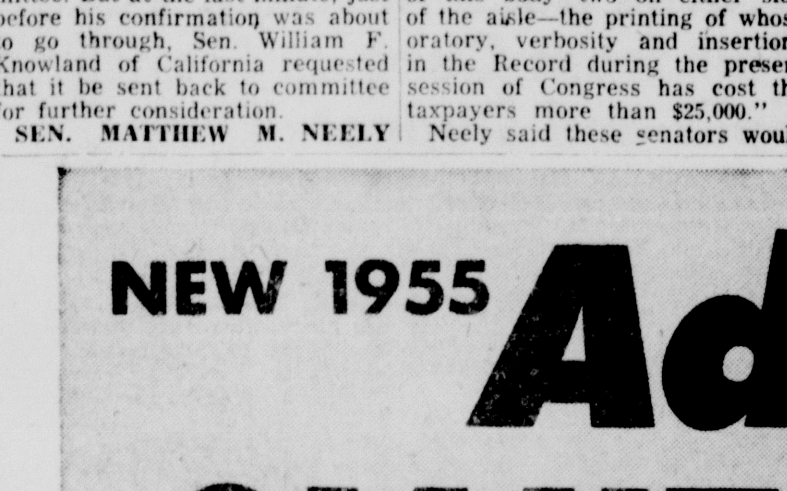 before his confirmation was about
to go through, Sen. William F.
Knowland of California requested
that it be sent back to committee
for further consideration.
SEN. MATTHEW M. NEELY
of the aisle—the printing of whos
oratory, verbosity and insertion
in the Record during the presen
session of Congress has cost th
taxpayers more than $25,000."
Neely said these senators woul
NEW 1955 Ad